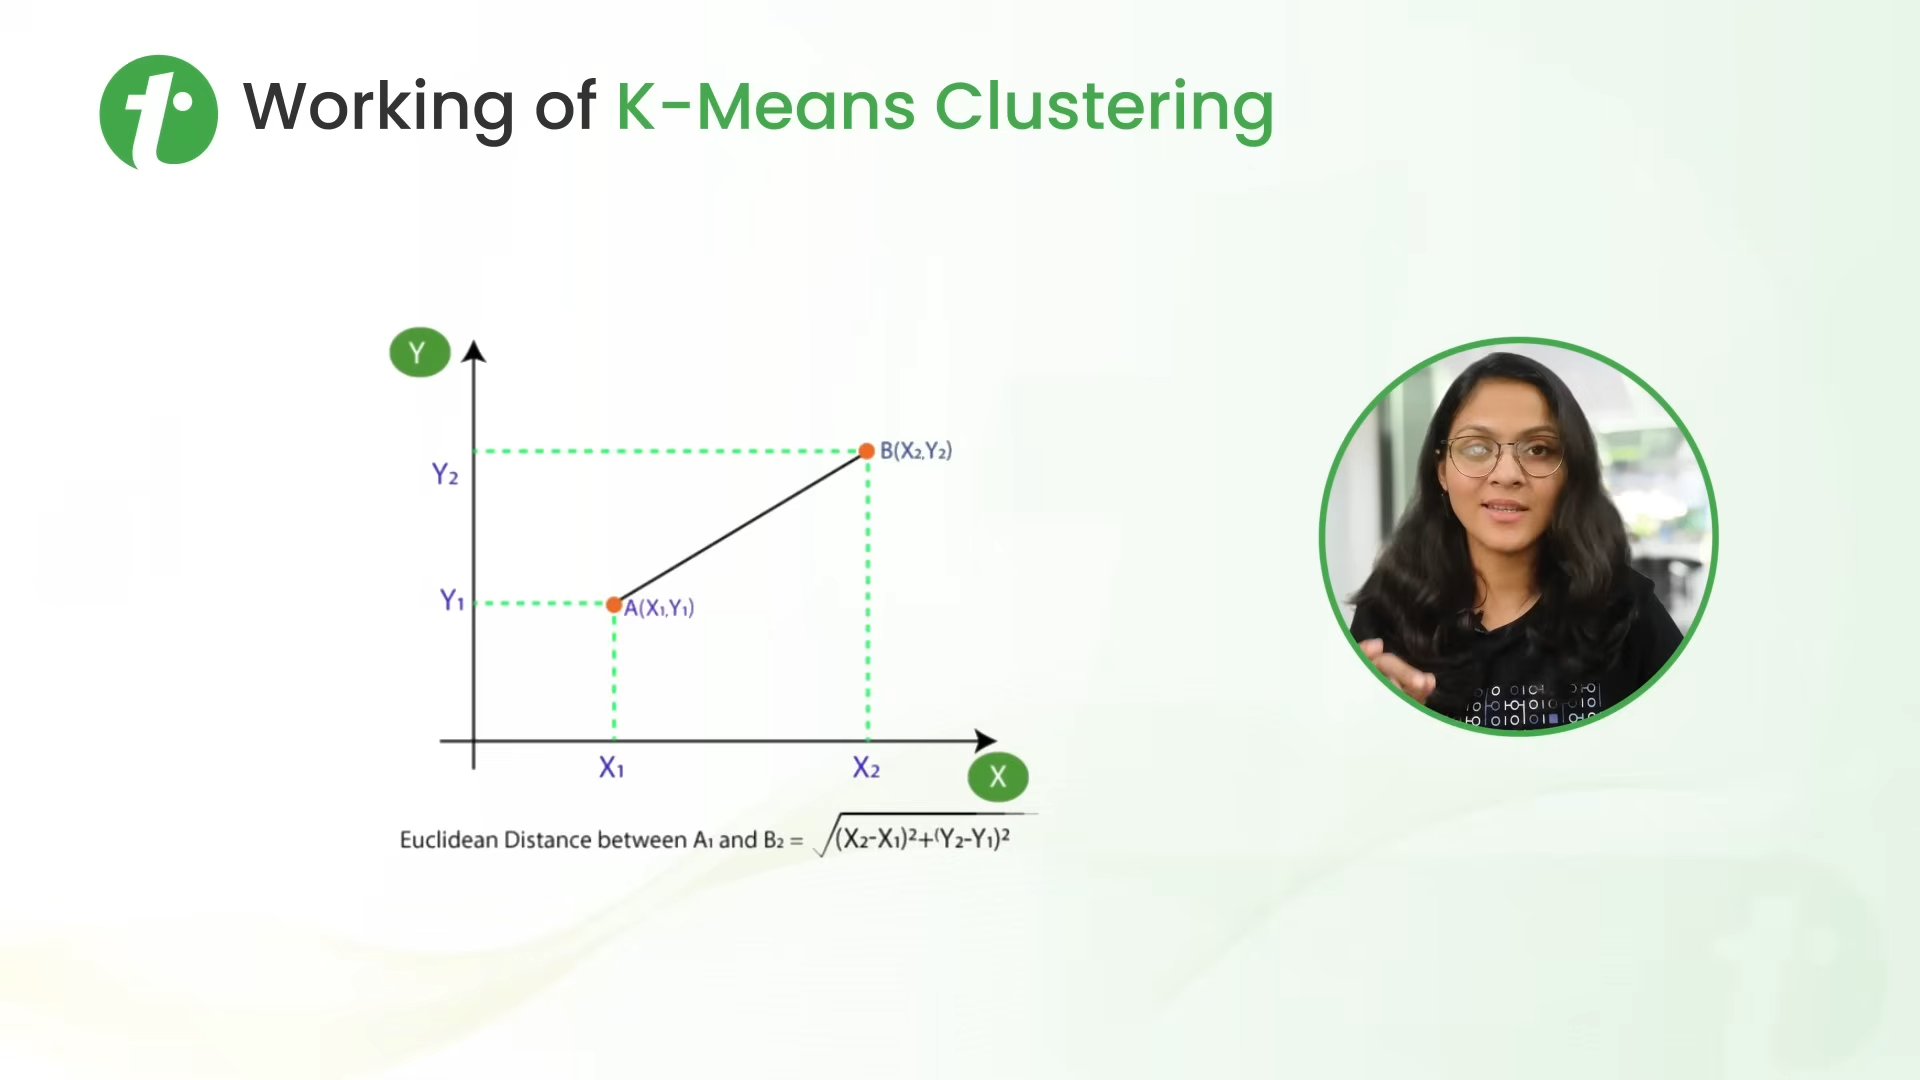 Working of K-Means Clustering
Y
B(X₂,Y₂)
Y₂
Y₁
A(X₁,Y₁)
X₁
X₂
X
Euclidean Distance between A₁ and B₂ = √(X₂-X₁)²+(Y₂-Y₁)²